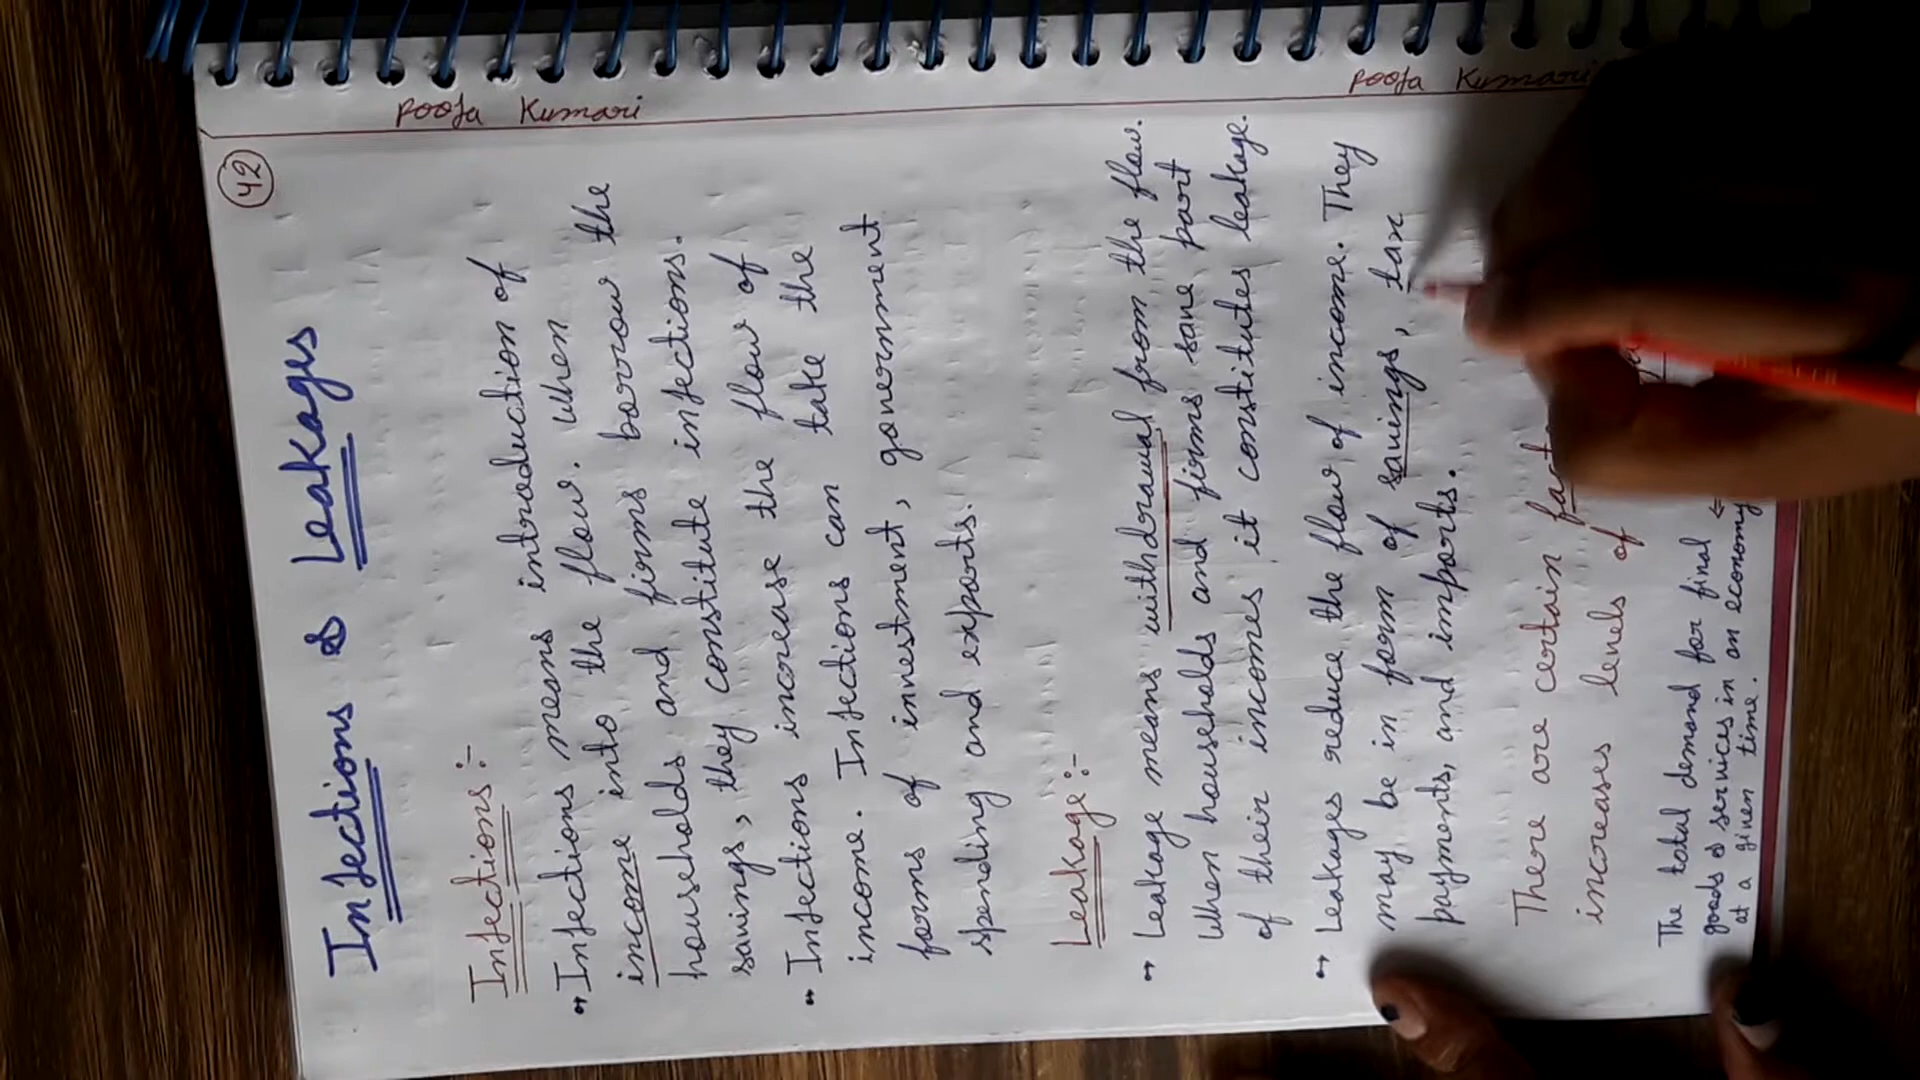 Pooja Kumari
Pooja Kumari
42
Injections & Leakages
Injections :-
Injections means introduction of
income into the flow. When
households and firms borrow the
savings, they constitute injections.
Injections increase the flow of
income. Injections can take the
forms of investment, government
spending and exports.
Leakage :-
Leakage means withdrawal from the flow.
When households and firms save part
of their incomes it constitutes leakage.
Leakages reduce the flow of income. They
may be in form of savings, tax
payments, and imports.
There are certain
increases levels of
The total demand for final
goods & services in an economy
at a given time.